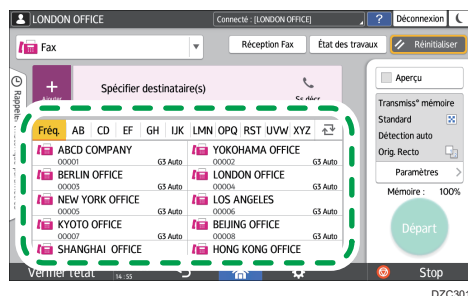 LONDON OFFICE
Connecté : [LONDON OFFICE]
? Déconnexion
Fax
Réception Fax
État des travaux
Réinitialiser
Rappeler
Ajouter
Spécifier destinataire(s)
Aperçu
Transmiss° mémoire
Standard
Détection auto
Orig. Recto
Paramètres
Mémoire : 100%
Départ
Fréq. AB CD EF GH IJK LMN OPQ RST UVW XYZ
ABCD COMPANY
00001 G3 Auto
YOKOHAMA OFFICE
00002 G3 Auto
BERLIN OFFICE
00003 G3 Auto
LONDON OFFICE
00004 G3 Auto
NEW YORK OFFICE
00005 G3 Auto
LOS ANGELES
00006 G3 Auto
KYOTO OFFICE
00007 G3 Auto
BEIJING OFFICE
00008 G3 Auto
SHANGHAI OFFICE
HONG KONG OFFICE
Vérifier l'état
14:55
Stop
DZC301